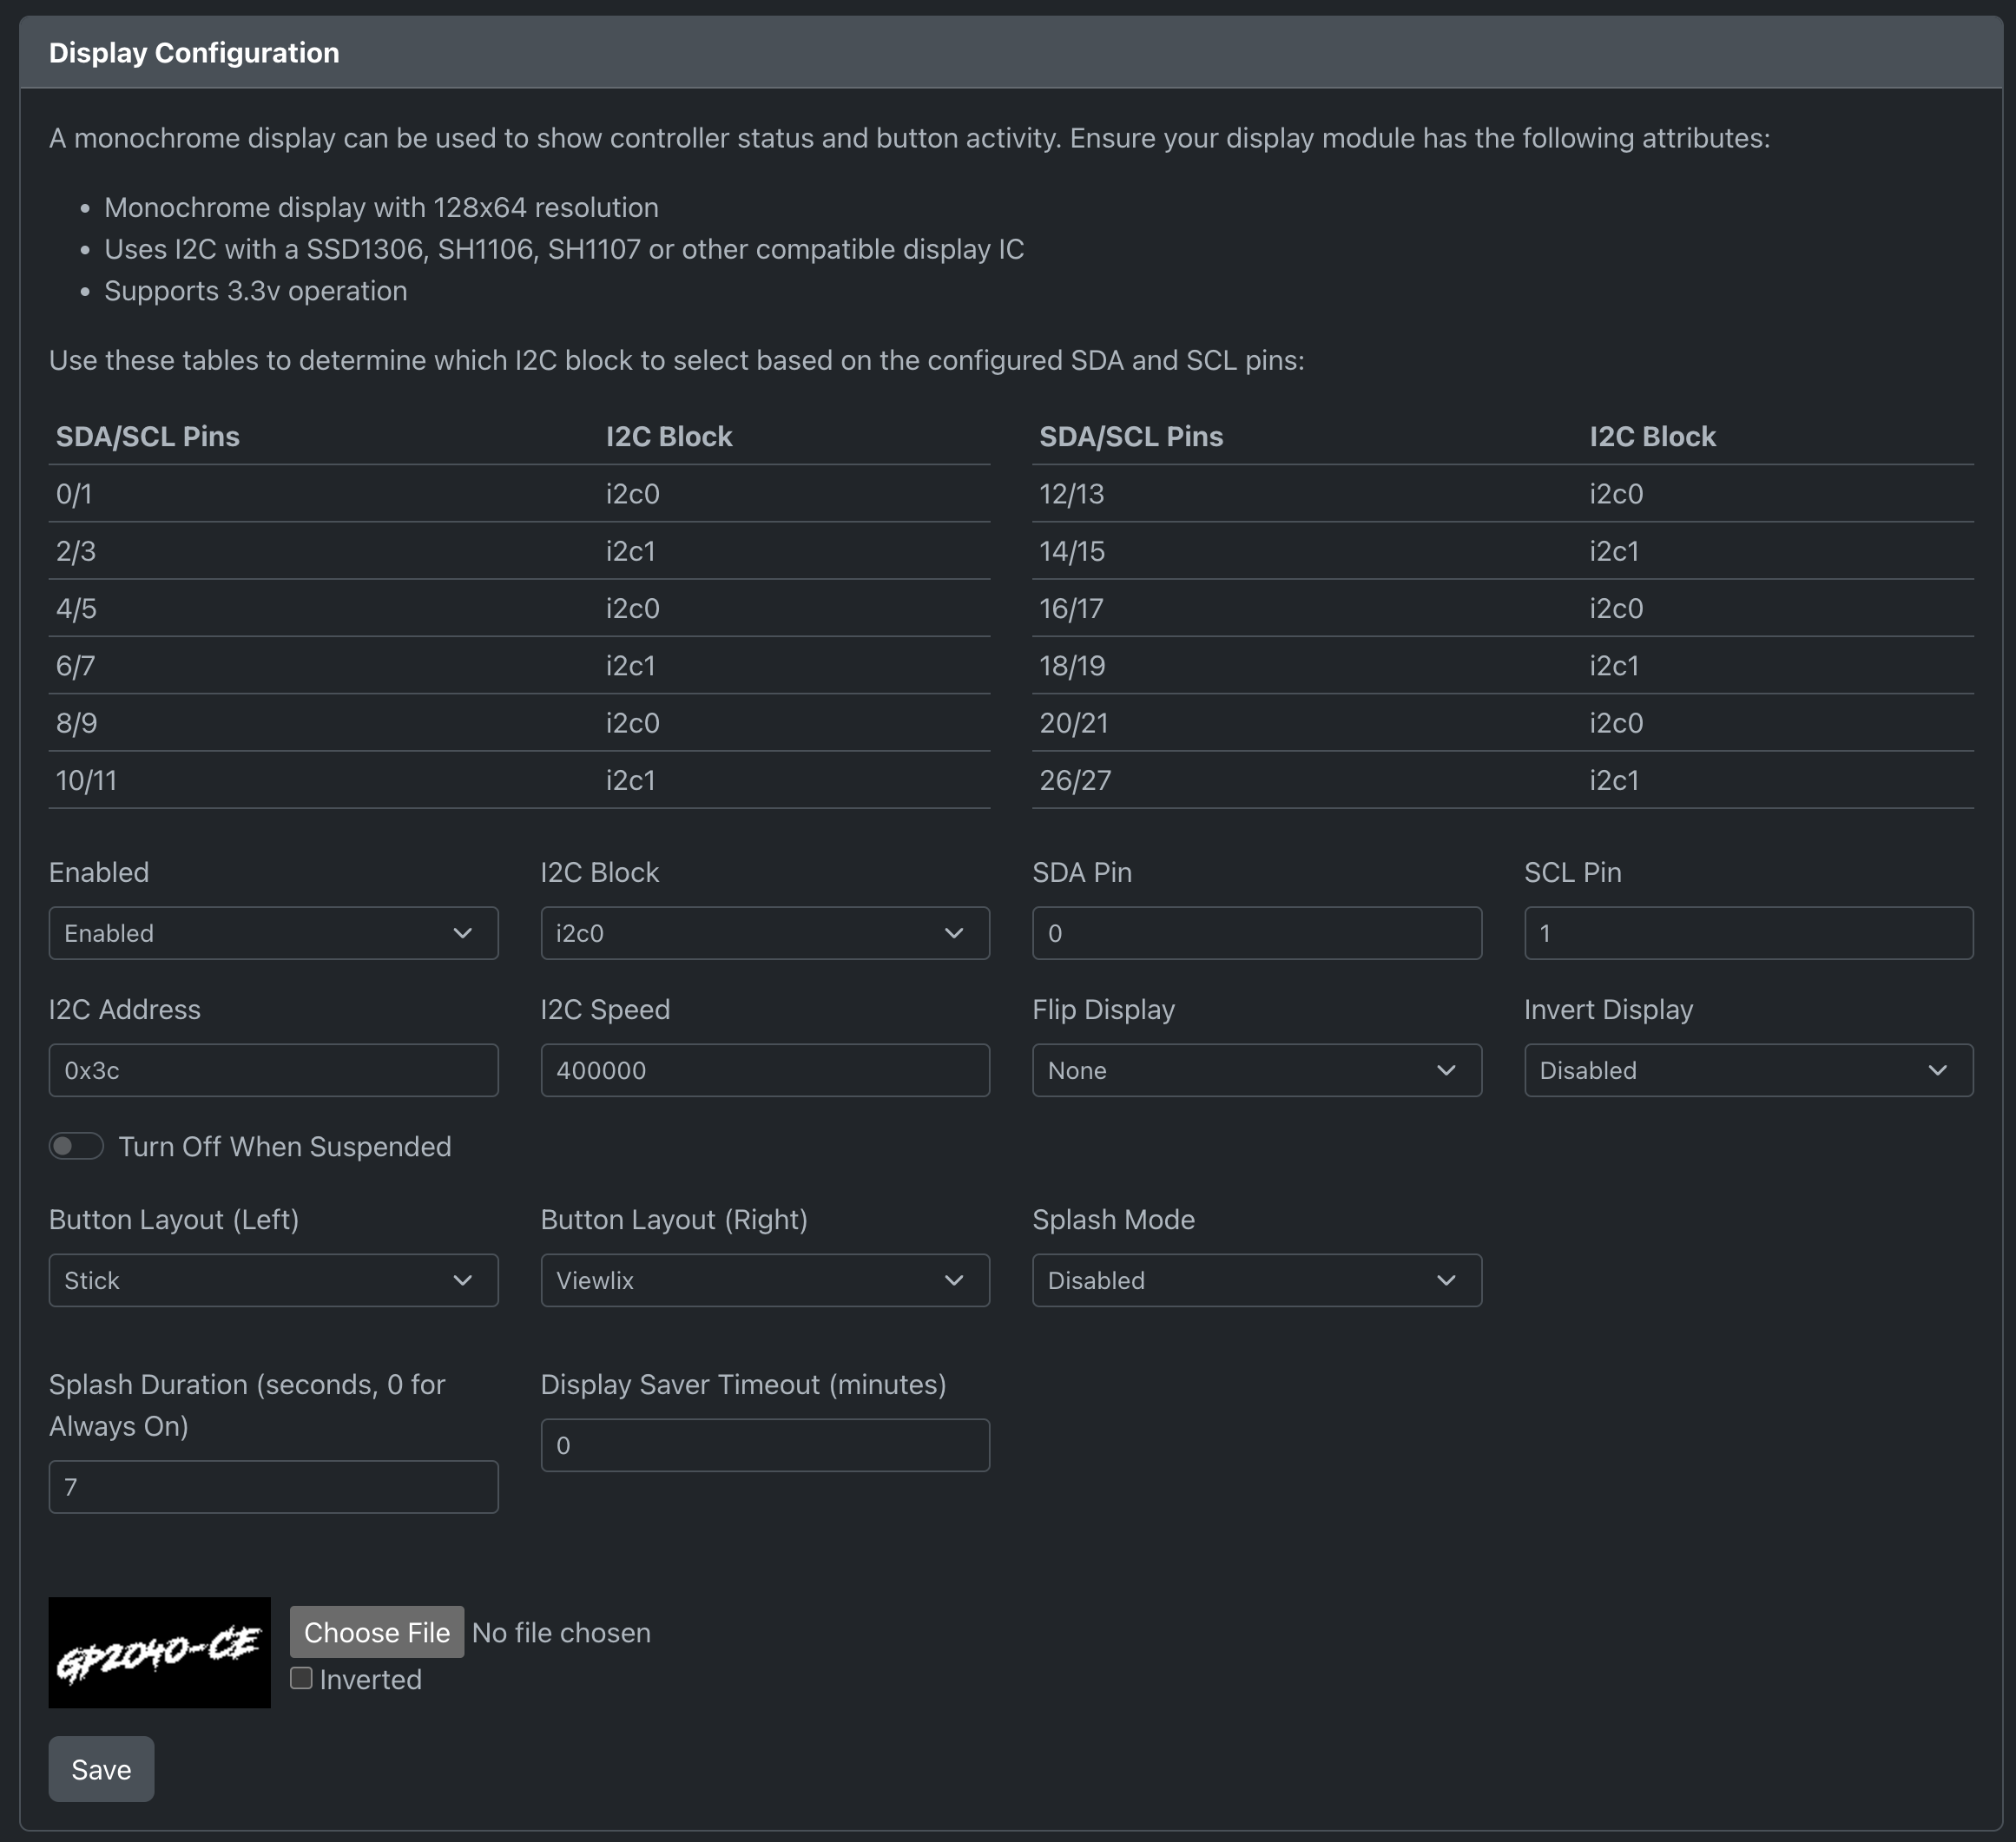 Display Configuration
A monochrome display can be used to show controller status and button activity. Ensure your display module has the following attributes:
• Monochrome display with 128x64 resolution
• Uses I2C with a SSD1306, SH1106, SH1107 or other compatible display IC
• Supports 3.3v operation
Use these tables to determine which I2C block to select based on the configured SDA and SCL pins:
SDA/SCL Pins I2C Block SDA/SCL Pins I2C Block
0/1 i2c0 12/13 i2c0
2/3 i2c1 14/15 i2c1
4/5 i2c0 16/17 i2c0
6/7 i2c1 18/19 i2c1
8/9 i2c0 20/21 i2c0
10/11 i2c1 26/27 i2c1
Enabled I2C Block SDA Pin SCL Pin
Enabled i2c0 0 1
I2C Address I2C Speed Flip Display Invert Display
0x3c 400000 None Disabled
Turn Off When Suspended
Button Layout (Left) Button Layout (Right) Splash Mode
Stick Viewlix Disabled
Splash Duration (seconds, 0 for
Always On)
7
Display Saver Timeout (minutes)
0
GP2040-CE
Choose File No file chosen
Inverted
Save